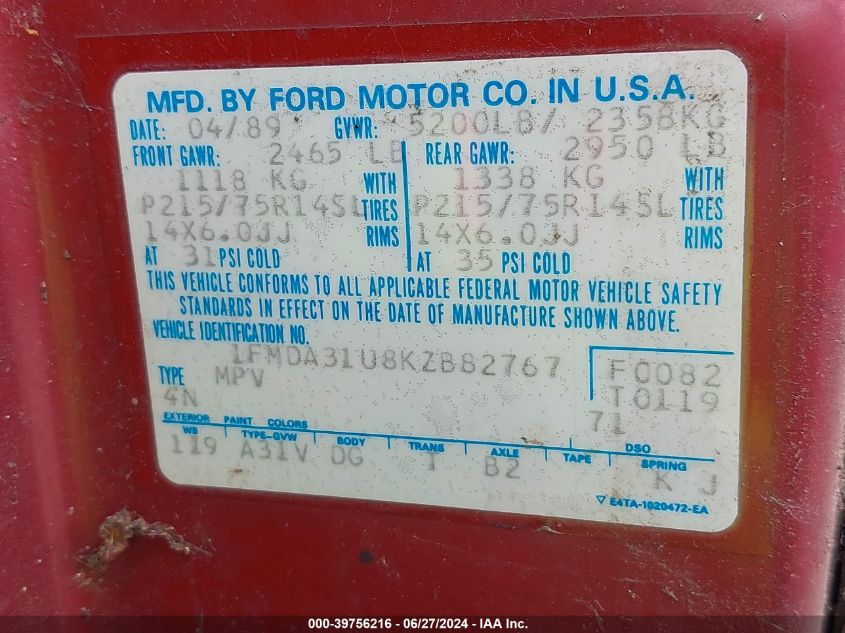 MFD. BY FORD MOTOR CO. IN U.S.A.
DATE: 04/89 GVWR: 5200LB/ 2358KG
FRONT GAWR: 2465 LB REAR GAWR: 2950 LB
1118 KG WITH 1338 KG WITH
P215/75R14SL TIRES P215/75R14SL TIRES
14X6.0JJ RIMS 14X6.0JJ RIMS
AT 31 PSI COLD AT 35 PSI COLD
THIS VEHICLE CONFORMS TO ALL APPLICABLE FEDERAL MOTOR VEHICLE SAFETY
STANDARDS IN EFFECT ON THE DATE OF MANUFACTURE SHOWN ABOVE.
VEHICLE IDENTIFICATION NO.
1FMDA31U8KZB82767 F0082
TYPE MPV T0119
4N 71
EXTERIOR PAINT COLORS DSO
WB TYPE-GVW BODY TRANS AXLE TAPE SPRING
119 A31V DG T B2 K J
E4TA-1020472-EA
000-39756216 - 06/27/2024 - IAA Inc.